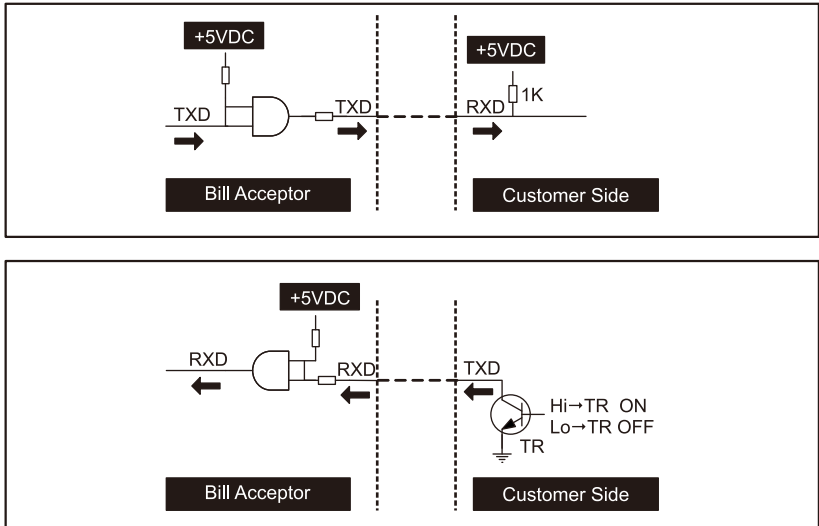 +5VDC
+5VDC
1K
TXD
TXD
RXD
Bill Acceptor
Customer Side
+5VDC
RXD
RXD
TXD
Hi→TR ON
Lo→TR OFF
TR
Bill Acceptor
Customer Side